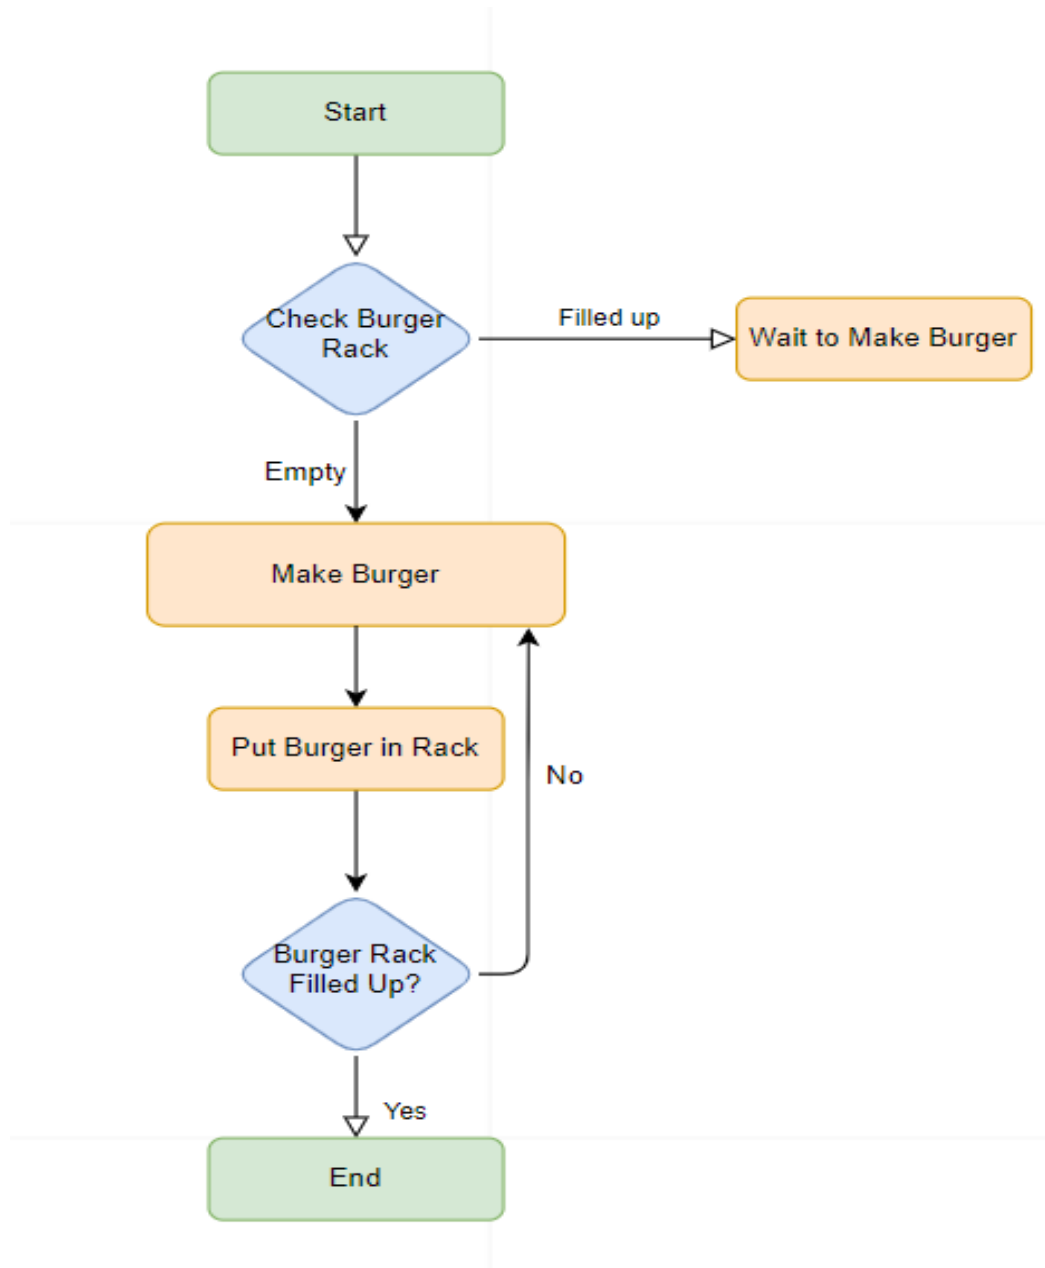 Start
Check Burger
Rack
Filled up
Wait to Make Burger
Empty
Make Burger
Put Burger in Rack
No
Burger Rack
Filled Up?
Yes
End